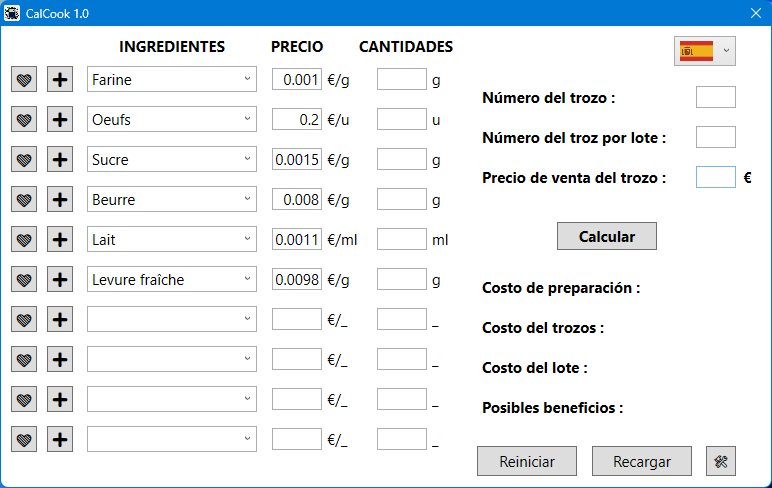 CalCook 1.0
INGREDIENTES PRECIO CANTIDADES
Farine 0.001 €/g g
Oeufs 0.2 €/u u
Sucre 0.0015 €/g g
Beurre 0.008 €/g g
Lait 0.0011 €/ml ml
Levure fraîche 0.0098 €/g g
€/_ _
€/_ _
€/_ _
€/_ _
Número del trozo :
Número del troz por lote :
Precio de venta del trozo : €
Calcular
Costo de preparación :
Costo del trozos :
Costo del lote :
Posibles beneficios :
Reiniciar Recargar